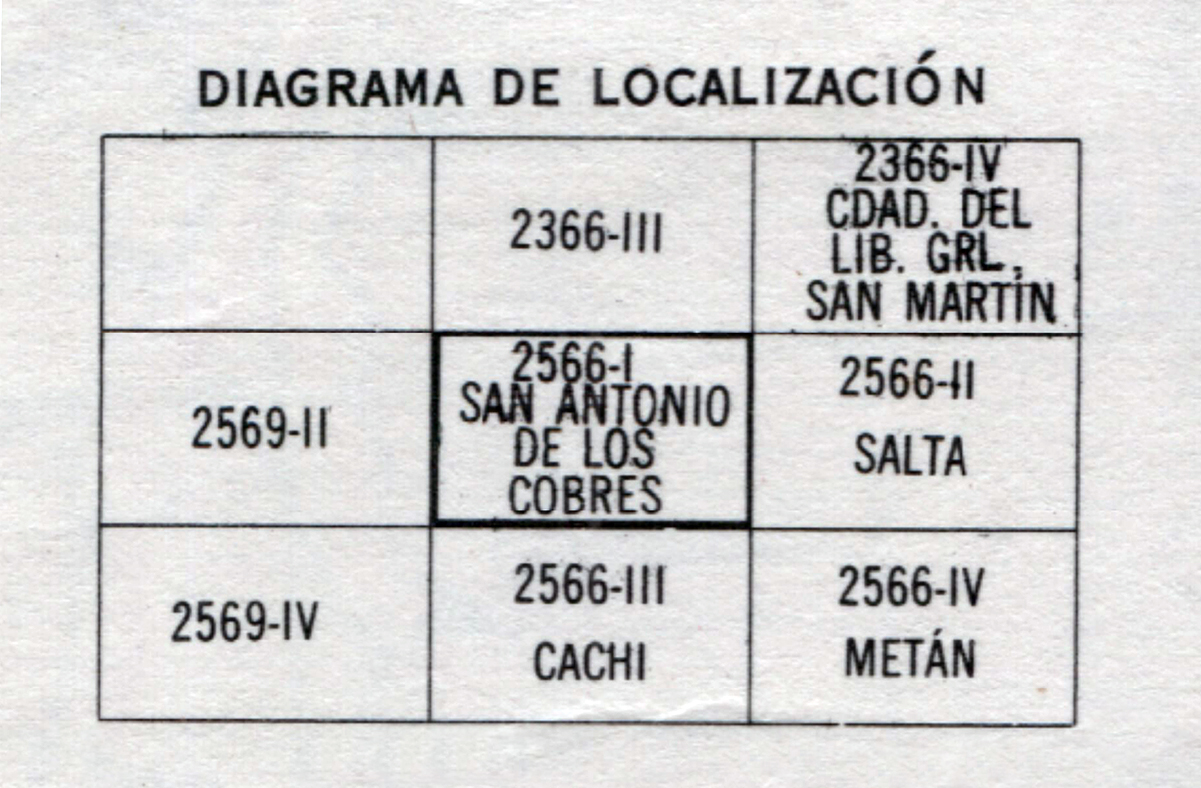 DIAGRAMA DE LOCALIZACIÓN
2366-III
2366-IV
CDAD. DEL
LIB. GRL.
SAN MARTÍN
2569-II
2566-I
SAN ANTONIO
DE LOS
COBRES
2566-II
SALTA
2569-IV
2566-III
CACHI
2566-IV
METÁN